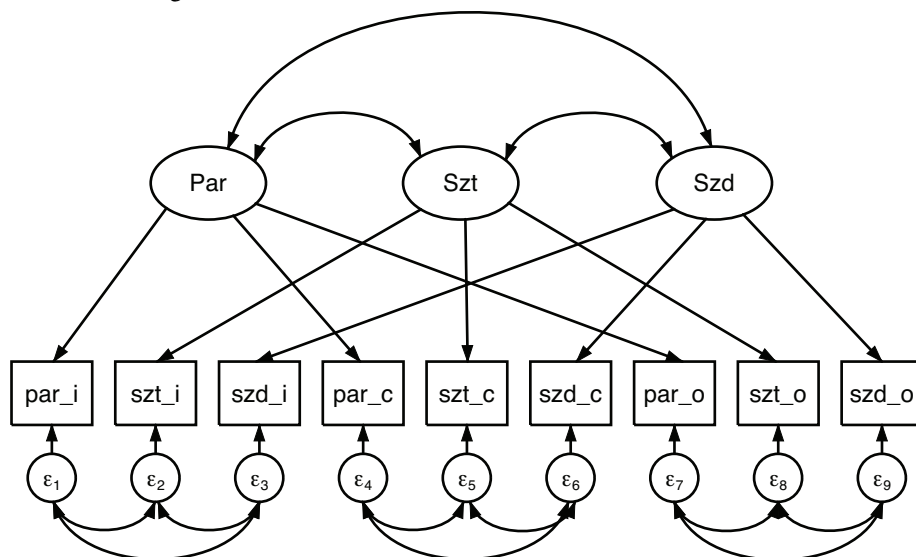 Par Szt Szd
par_i szt_i szd_i par_c szt_c szd_c par_o szt_o szd_o
ε1 ε2 ε3 ε4 ε5 ε6 ε7 ε8 ε9